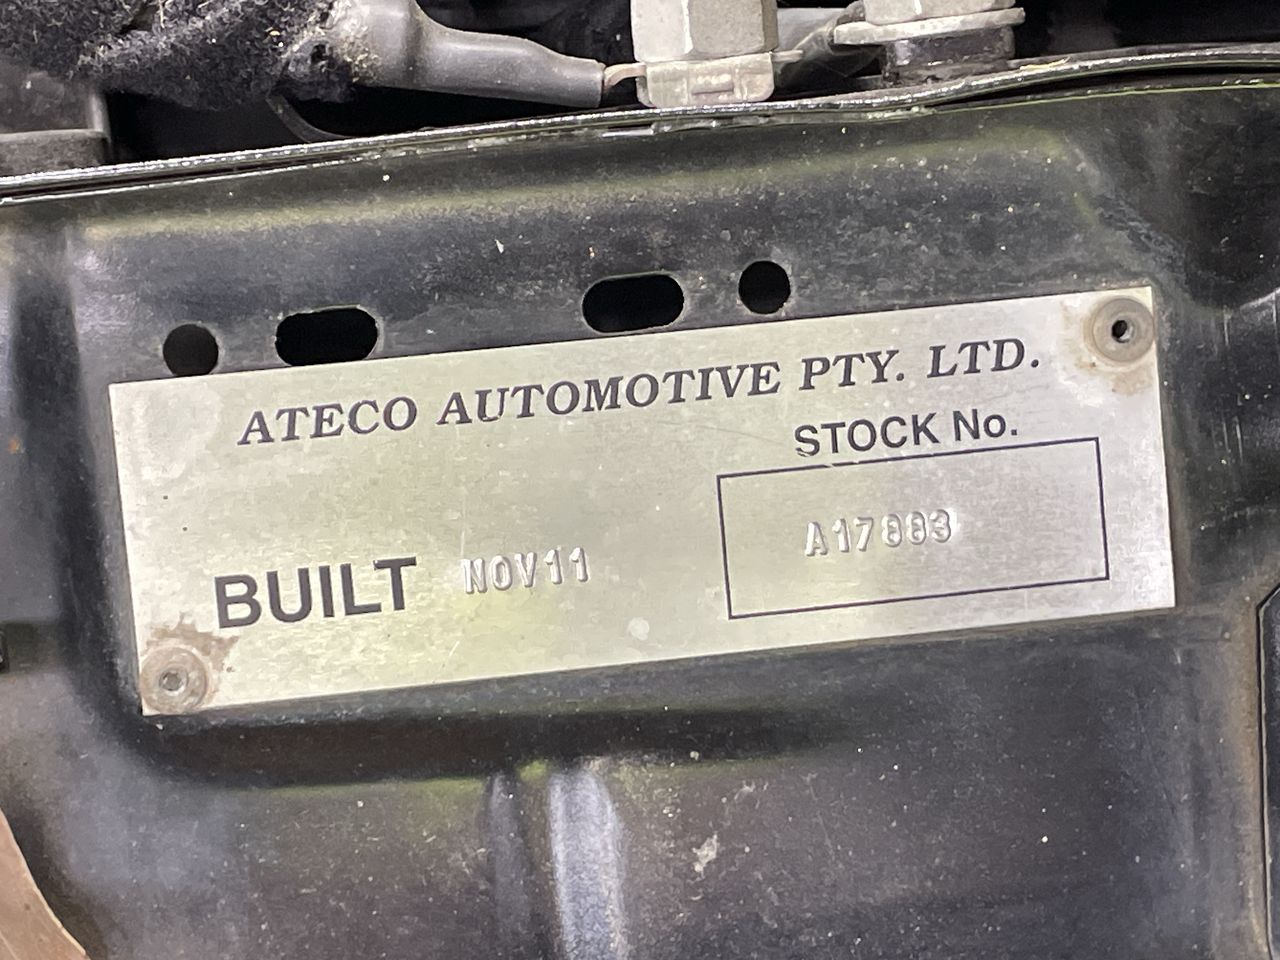 ATECO AUTOMOTIVE PTY. LTD.
STOCK No.
A17883
BUILT NOV11